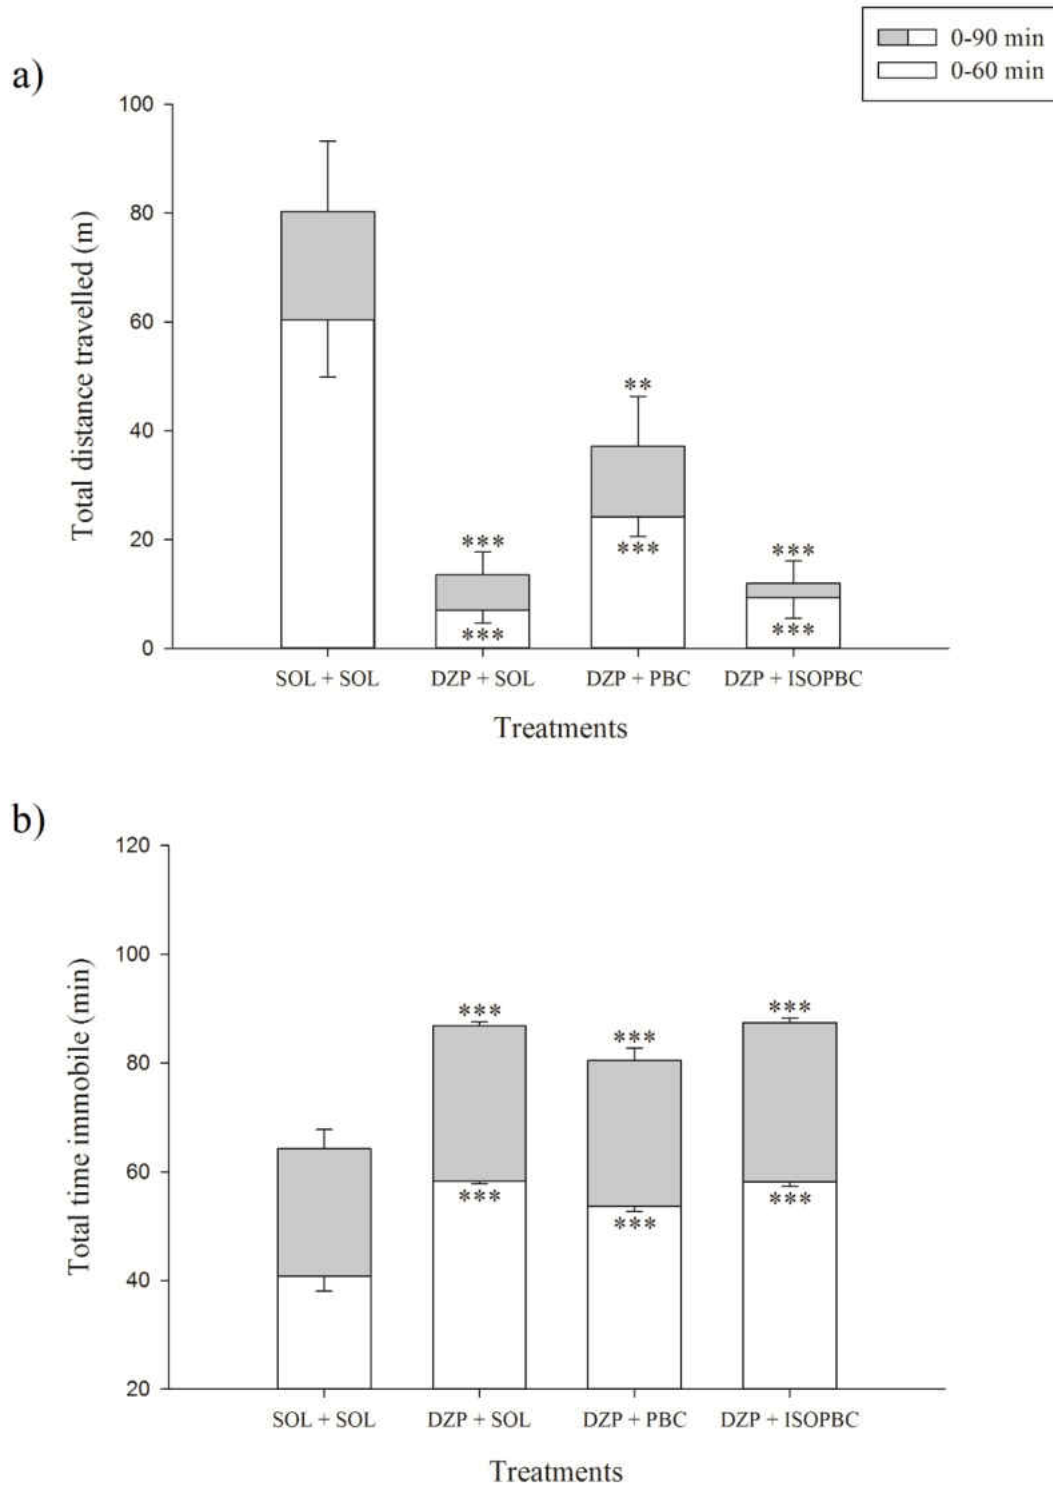 0-90 min
0-60 min
a)
100
80
60
40
20
0
Total distance travelled (m)
**
***
***
***
***
***
SOL + SOL
DZP + SOL
DZP + PBC
DZP + ISOPBC
Treatments
b)
120
100
80
60
40
20
Total time immobile (min)
***
***
***
***
***
***
SOL + SOL
DZP + SOL
DZP + PBC
DZP + ISOPBC
Treatments